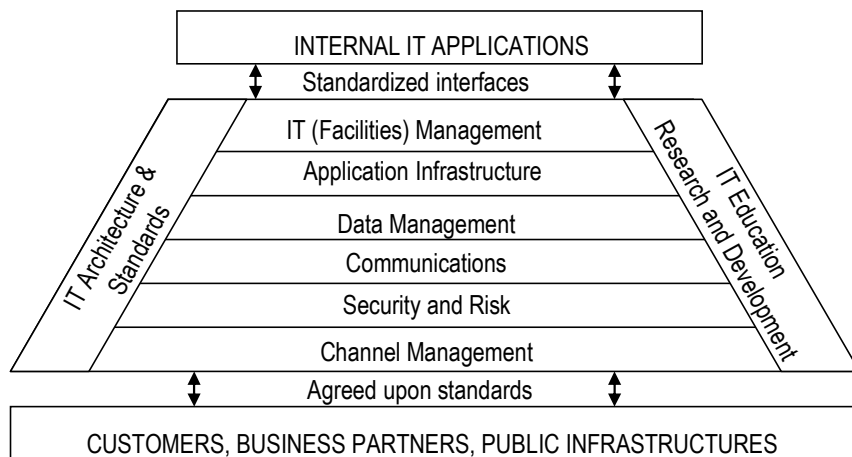 INTERNAL IT APPLICATIONS
Standardized interfaces
IT (Facilities) Management
Application Infrastructure
Data Management
Communications
Security and Risk
Channel Management
IT Architecture &
Standards
IT Education
Research and Development
Agreed upon standards
CUSTOMERS, BUSINESS PARTNERS, PUBLIC INFRASTRUCTURES